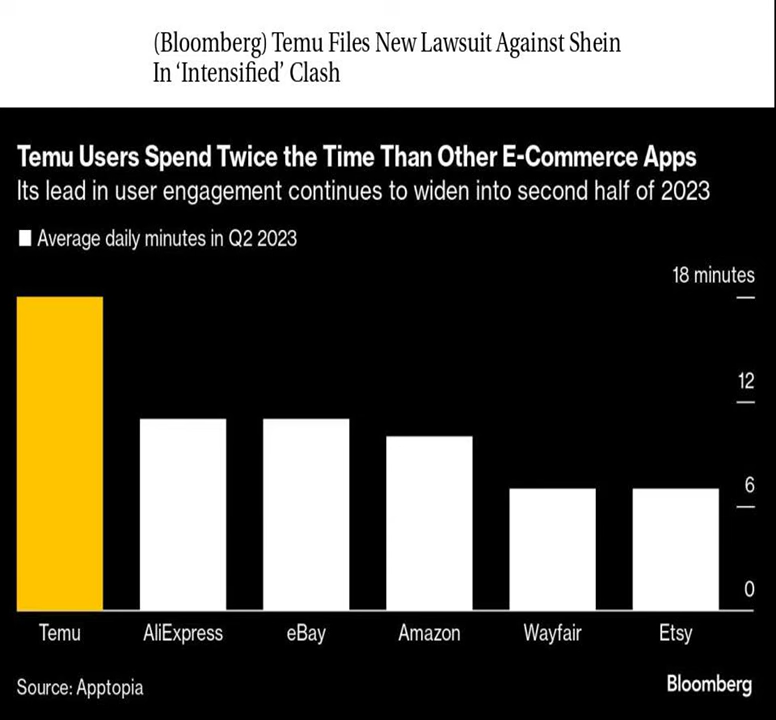 (Bloomberg) Temu Files New Lawsuit Against Shein
In ‘Intensified’ Clash
Temu Users Spend Twice the Time Than Other E-Commerce Apps
Its lead in user engagement continues to widen into second half of 2023
Average daily minutes in Q2 2023
18 minutes
12
6
0
Temu AliExpress eBay Amazon Wayfair Etsy
Source: Apptopia
Bloomberg